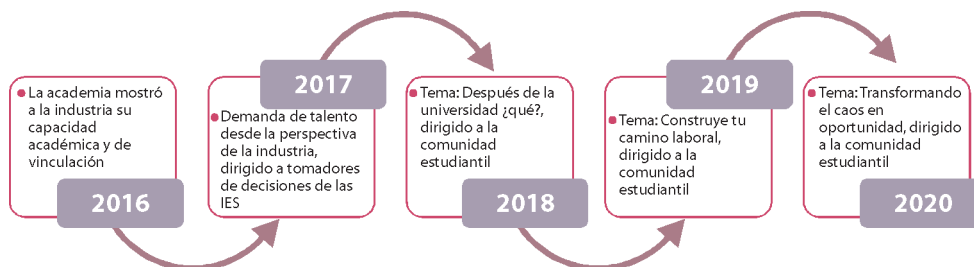 La academia mostró
a la industria su
capacidad
académica y de
vinculación
2016
2017
Demanda de talento
desde la perspectiva
de la industria,
dirigido a tomadores
de decisiones de las
IES
Tema: Después de la
universidad ¿qué?,
dirigido a la
comunidad
estudiantil
2018
2019
Tema: Construye tu
camino laboral,
dirigido a la
comunidad
estudiantil
Tema: Transformando
el caos en
oportunidad, dirigido
a la comunidad
estudiantil
2020